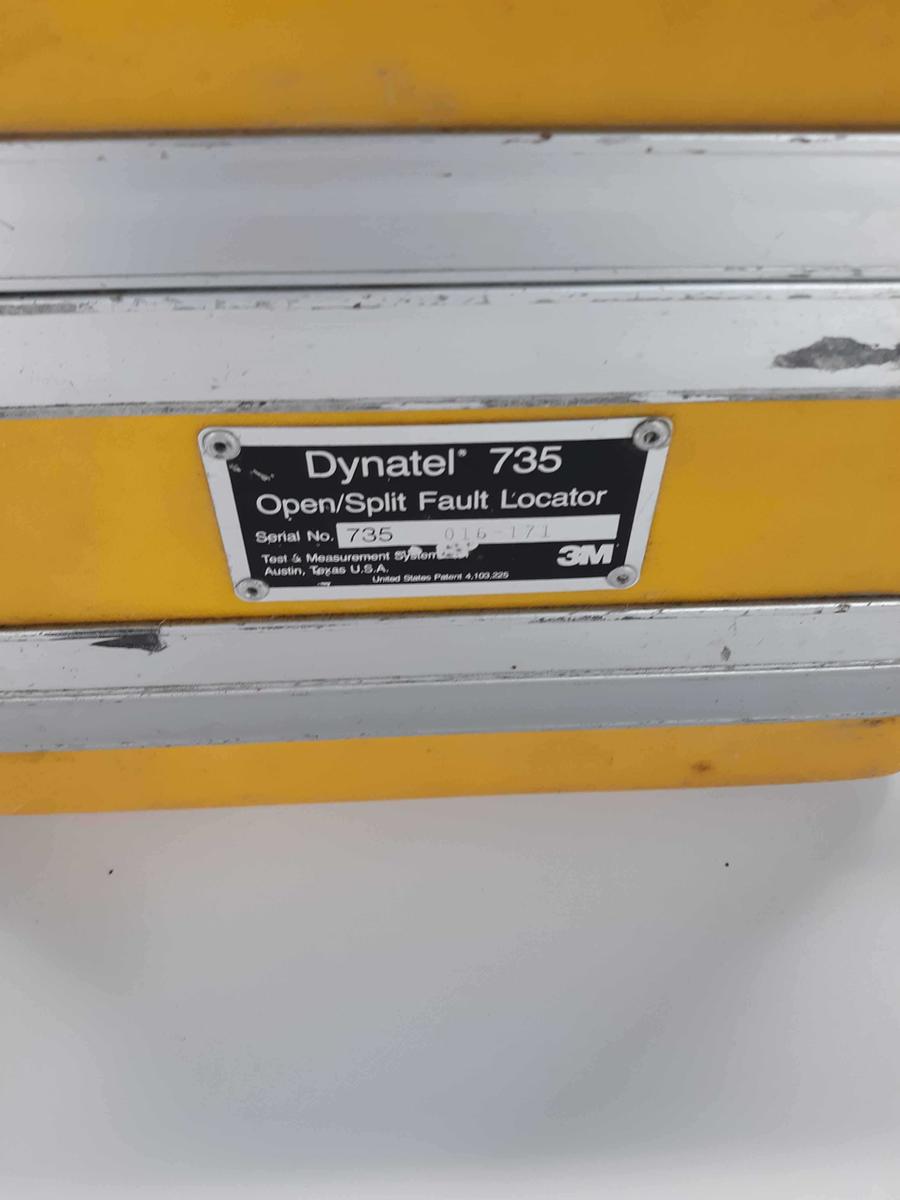 Dynatel® 735
Open/Split Fault Locator
Serial No. 735 016-171
Test & Measurement System
Austin, Texas U.S.A.
United States Patent 4,103,225
3M